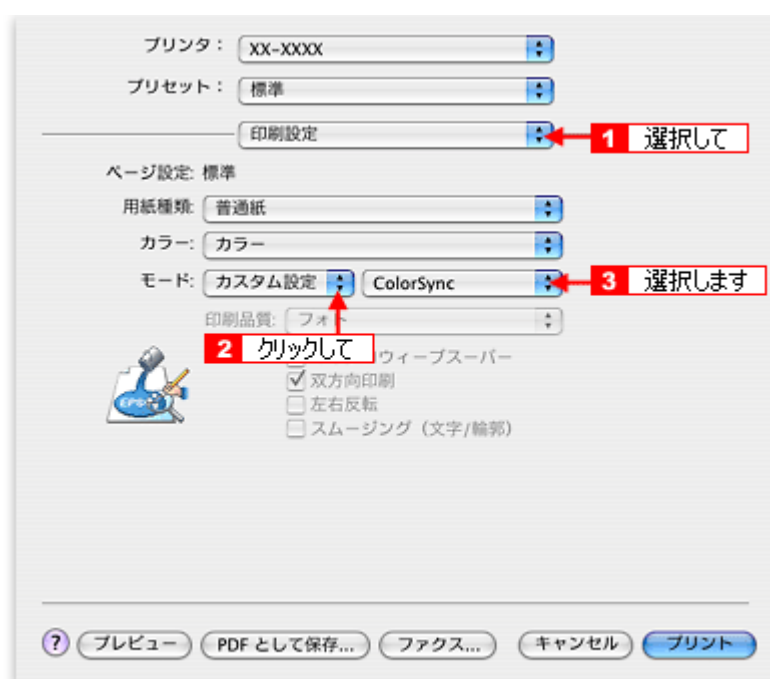 プリンタ： XX-XXXX
プリセット： 標準
印刷設定
1 選択して
ページ設定: 標準
用紙種類: 普通紙
カラー: カラー
モード: カスタム設定 ColorSync
3 選択します
印刷品質: フォト
2 クリックして
ウィーブスーパー
双方向印刷
左右反転
スムージング（文字/輪郭）
EPS
? プレビュー PDF として保存... ファクス... キャンセル プリント